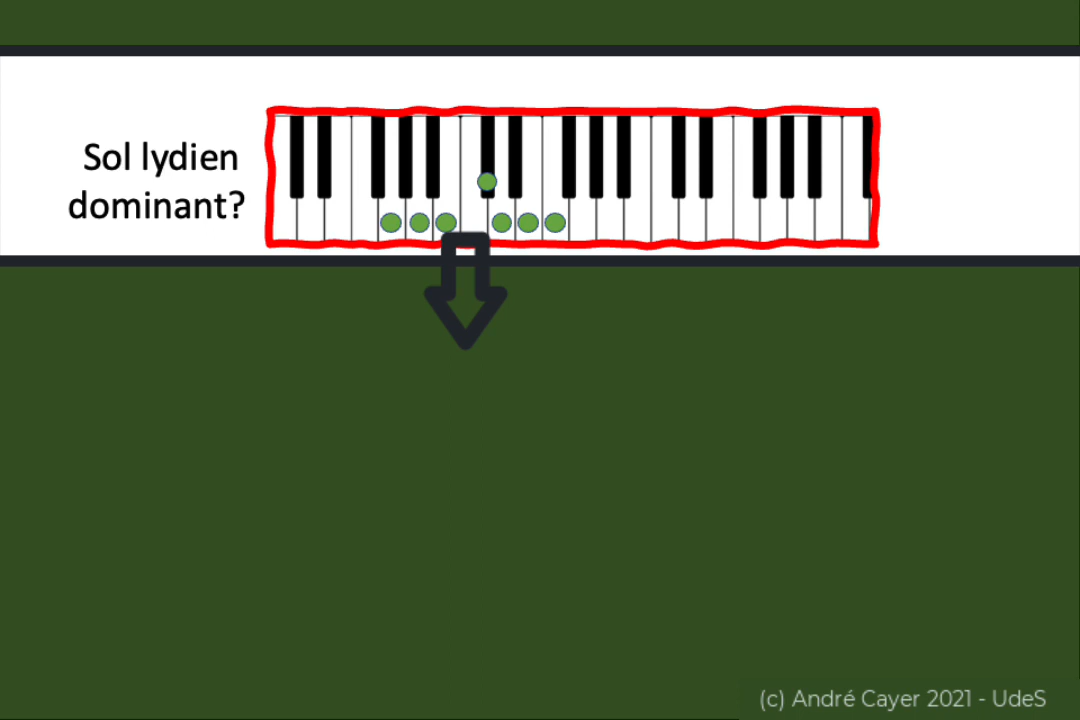 Sol lydien
dominant?
(c) André Cayer 2021 - UdeS